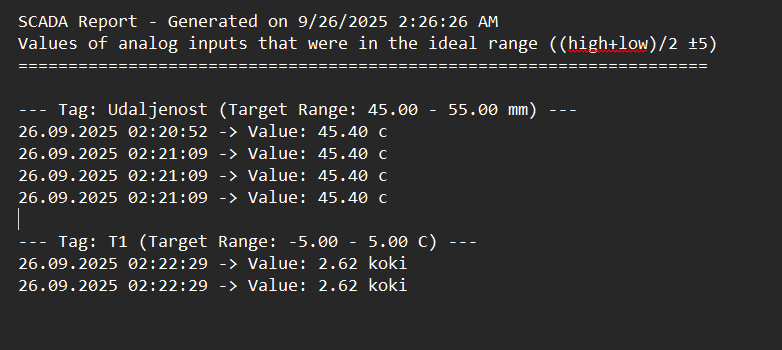 SCADA Report - Generated on 9/26/2025 2:26:26 AM
Values of analog inputs that were in the ideal range ((high+low)/2 ±5)
=====================================================================
--- Tag: Udaljenost (Target Range: 45.00 - 55.00 mm) ---
26.09.2025 02:20:52 -> Value: 45.40 c
26.09.2025 02:21:09 -> Value: 45.40 c
26.09.2025 02:21:09 -> Value: 45.40 c
26.09.2025 02:21:09 -> Value: 45.40 c
--- Tag: T1 (Target Range: -5.00 - 5.00 C) ---
26.09.2025 02:22:29 -> Value: 2.62 koki
26.09.2025 02:22:29 -> Value: 2.62 koki